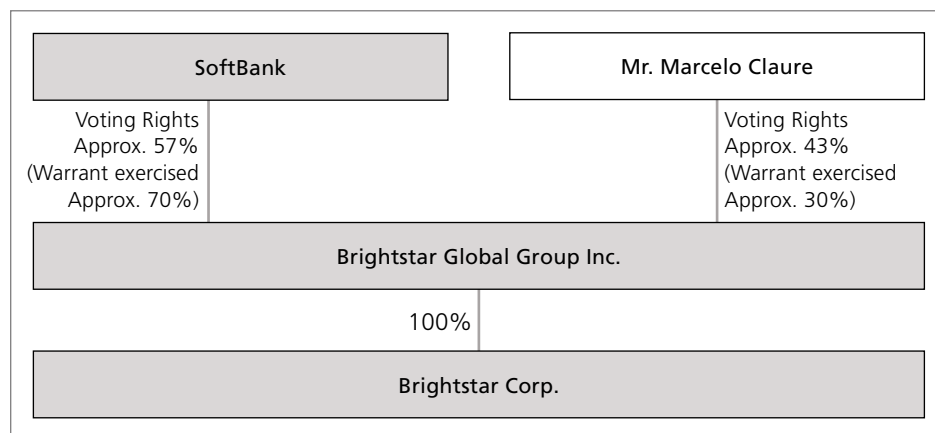 SoftBank
Mr. Marcelo Claure
Voting Rights
Approx. 57%
(Warrant exercised
Approx. 70%)
Voting Rights
Approx. 43%
(Warrant exercised
Approx. 30%)
Brightstar Global Group Inc.
100%
Brightstar Corp.